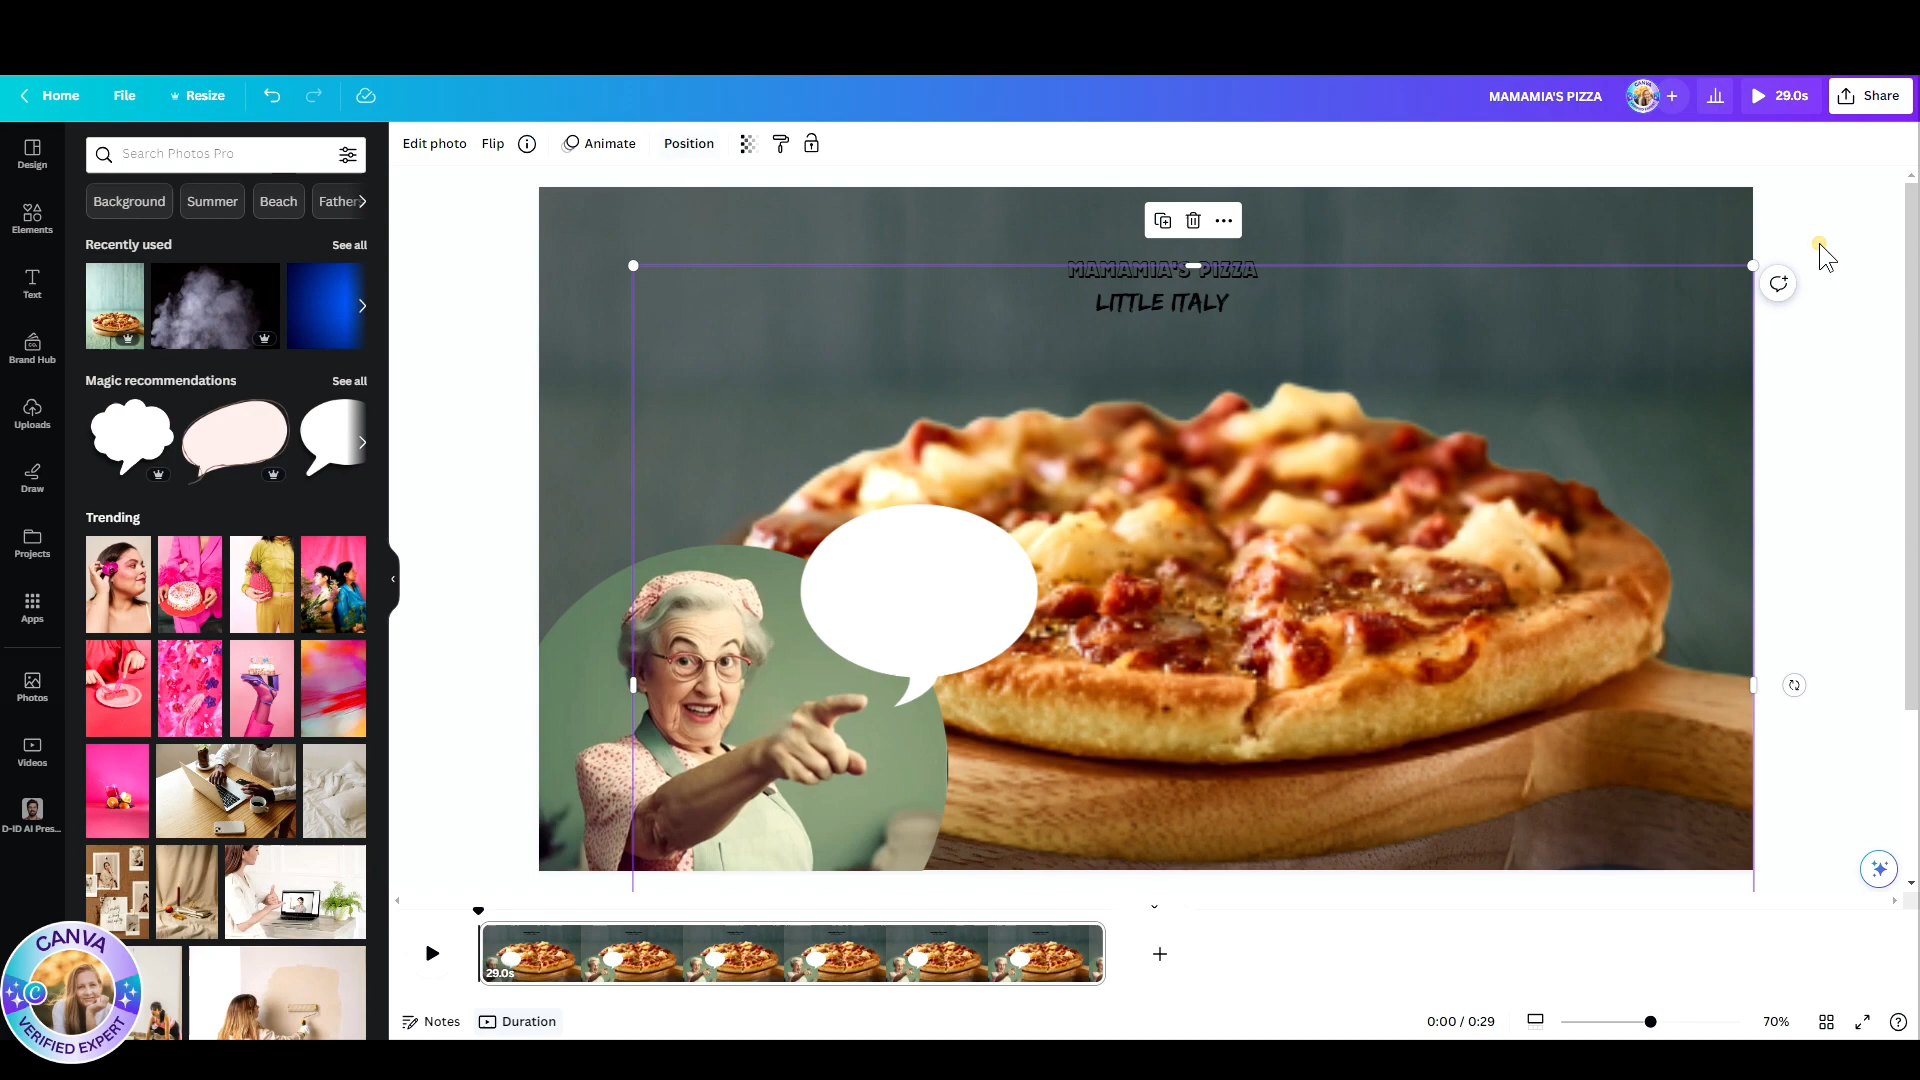 Home File Resize MAMAMIA'S PIZZA 29.0s Share
Edit photo Flip Animate Position
Design
Elements
Text
Brand Hub
Uploads
Draw
Projects
Apps
Photos
Videos
D-ID AI Pres...
Search Photos Pro
Background Summer Beach Father
Recently used See all
Magic recommendations See all
Trending
MAMAMIA'S PIZZA
LITTLE ITALY
29.0s
Notes Duration 0:00 / 0:29 70%
CANVA
VERIFIED EXPERT